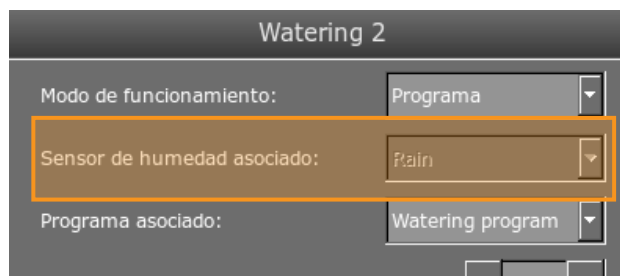 Watering 2
Modo de funcionamiento: Programa
Sensor de humedad asociado: Rain
Programa asociado: Watering program